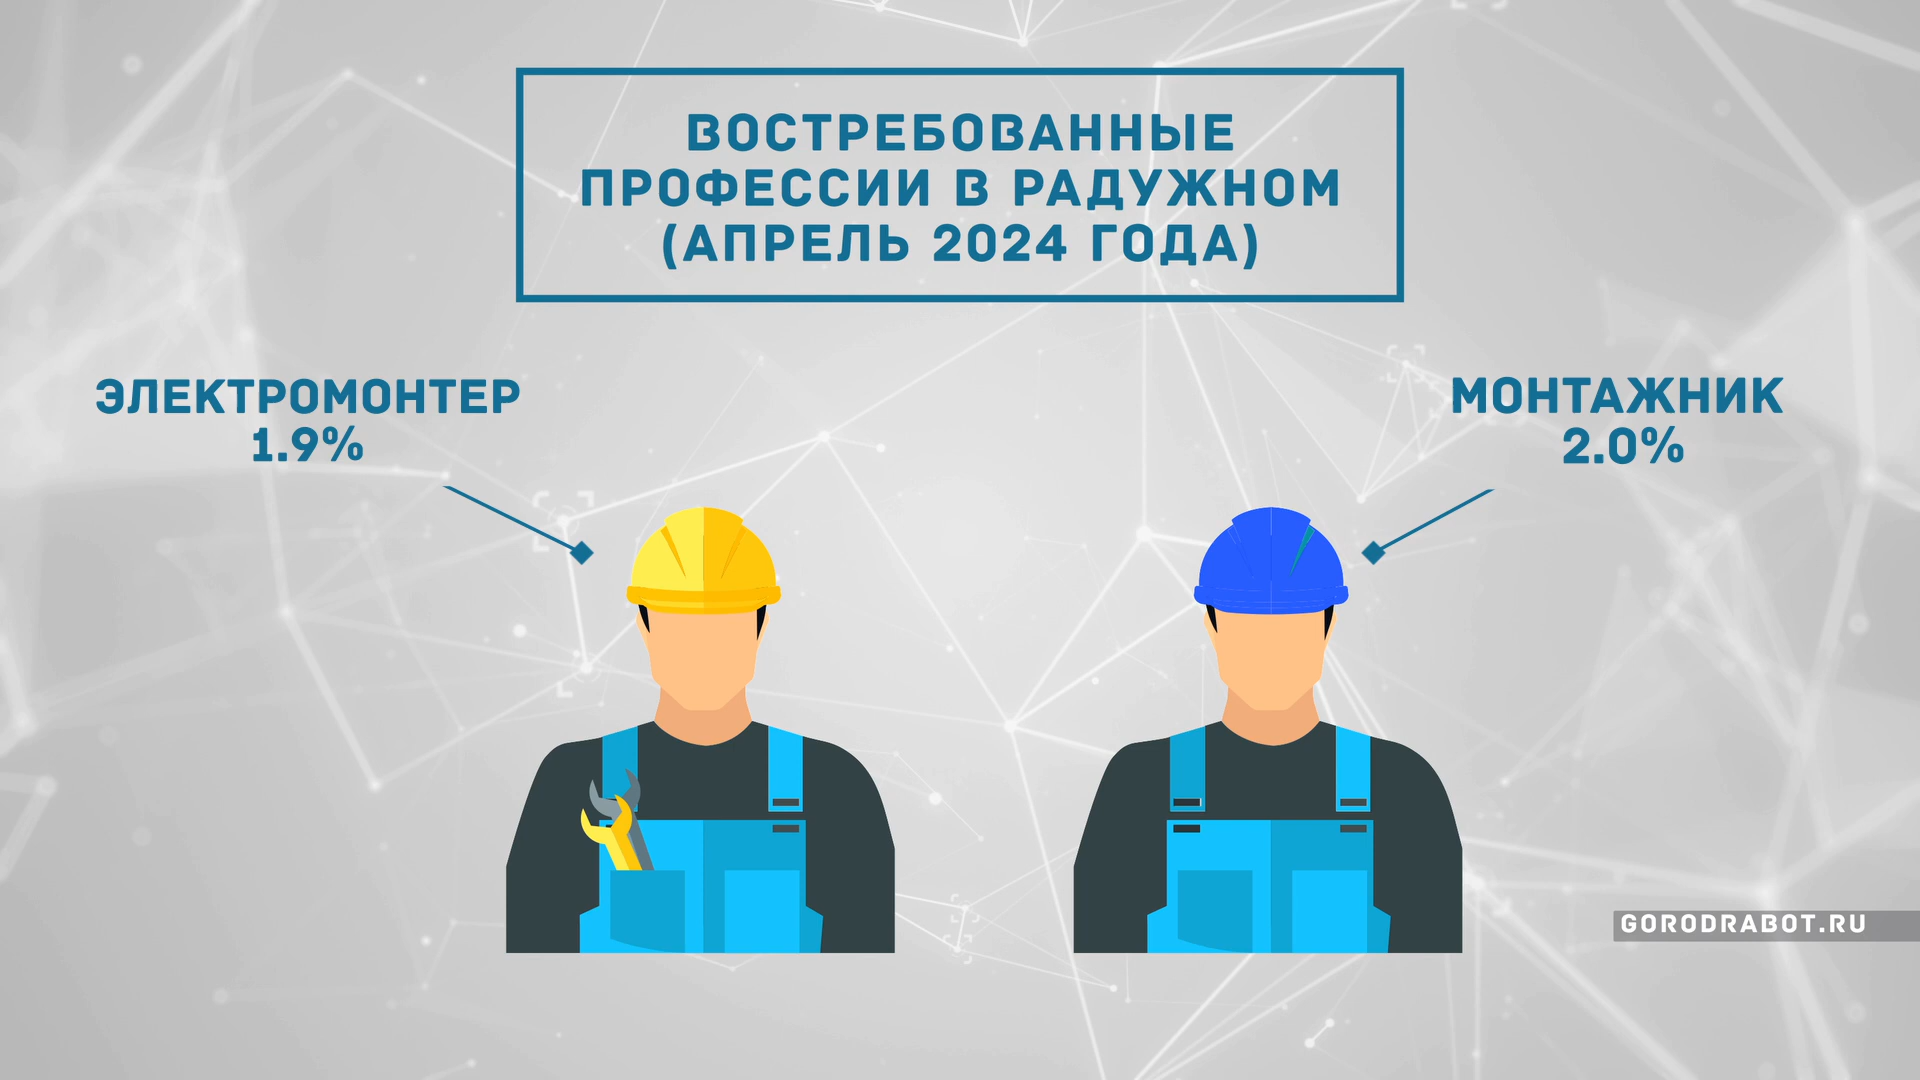 ВОСТРЕБОВАННЫЕ
ПРОФЕССИИ В РАДУЖНОМ
(АПРЕЛЬ 2024 ГОДА)
ЭЛЕКТРОМОНТЕР
1.9%
МОНТАЖНИК
2.0%
GORODRABOT.RU